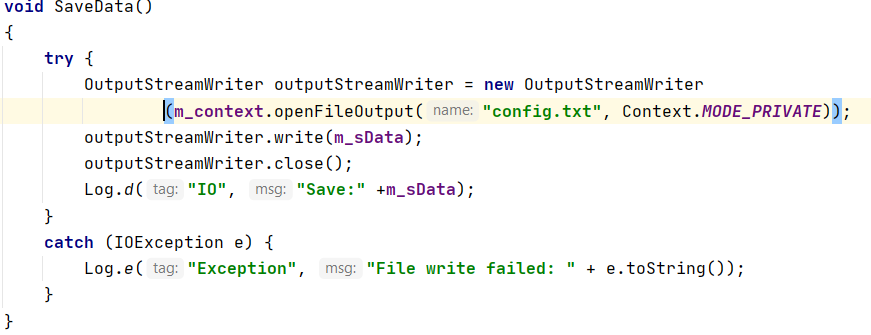 void SaveData()
{
try {
OutputStreamWriter outputStreamWriter = new OutputStreamWriter
(m_context.openFileOutput( name: "config.txt", Context.MODE_PRIVATE));
outputStreamWriter.write(m_sData);
outputStreamWriter.close();
Log.d( tag: "IO", msg: "Save:" +m_sData);
}
catch (IOException e) {
Log.e( tag: "Exception", msg: "File write failed: " + e.toString());
}
}